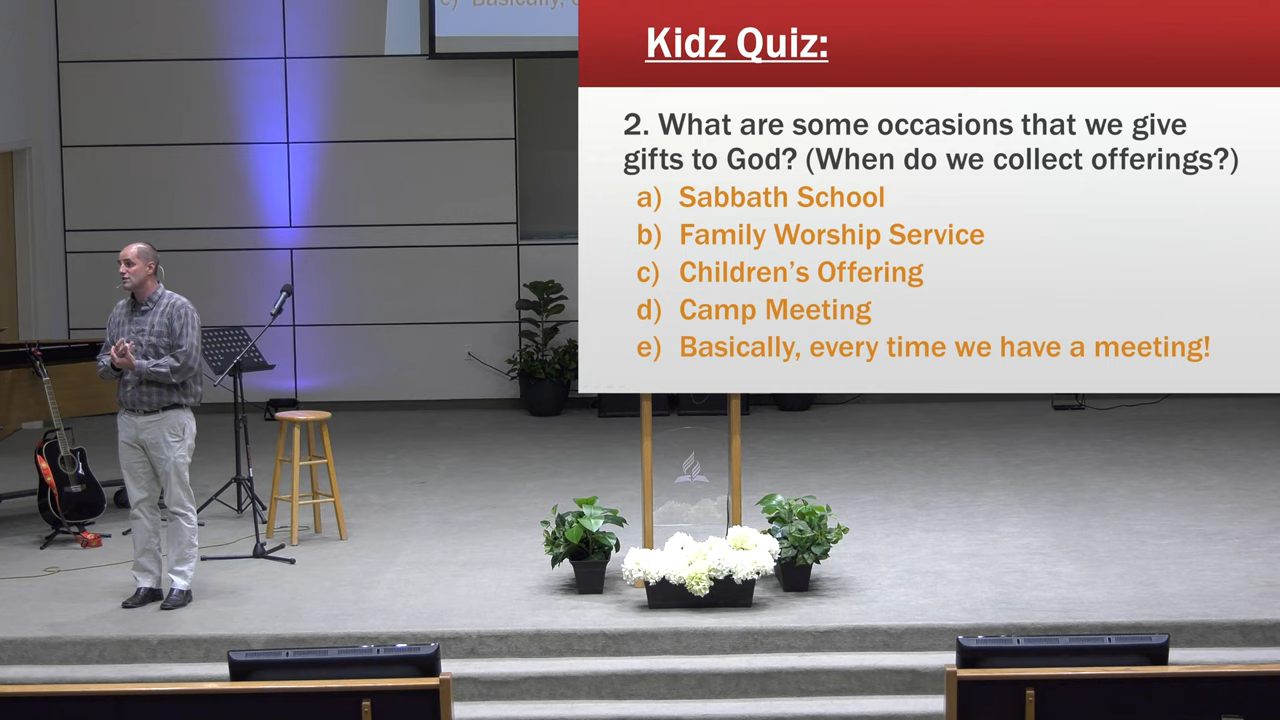 c) Basically,
Kidz Quiz:
2. What are some occasions that we give
gifts to God? (When do we collect offerings?)
a) Sabbath School
b) Family Worship Service
c) Children's Offering
d) Camp Meeting
e) Basically, every time we have a meeting!